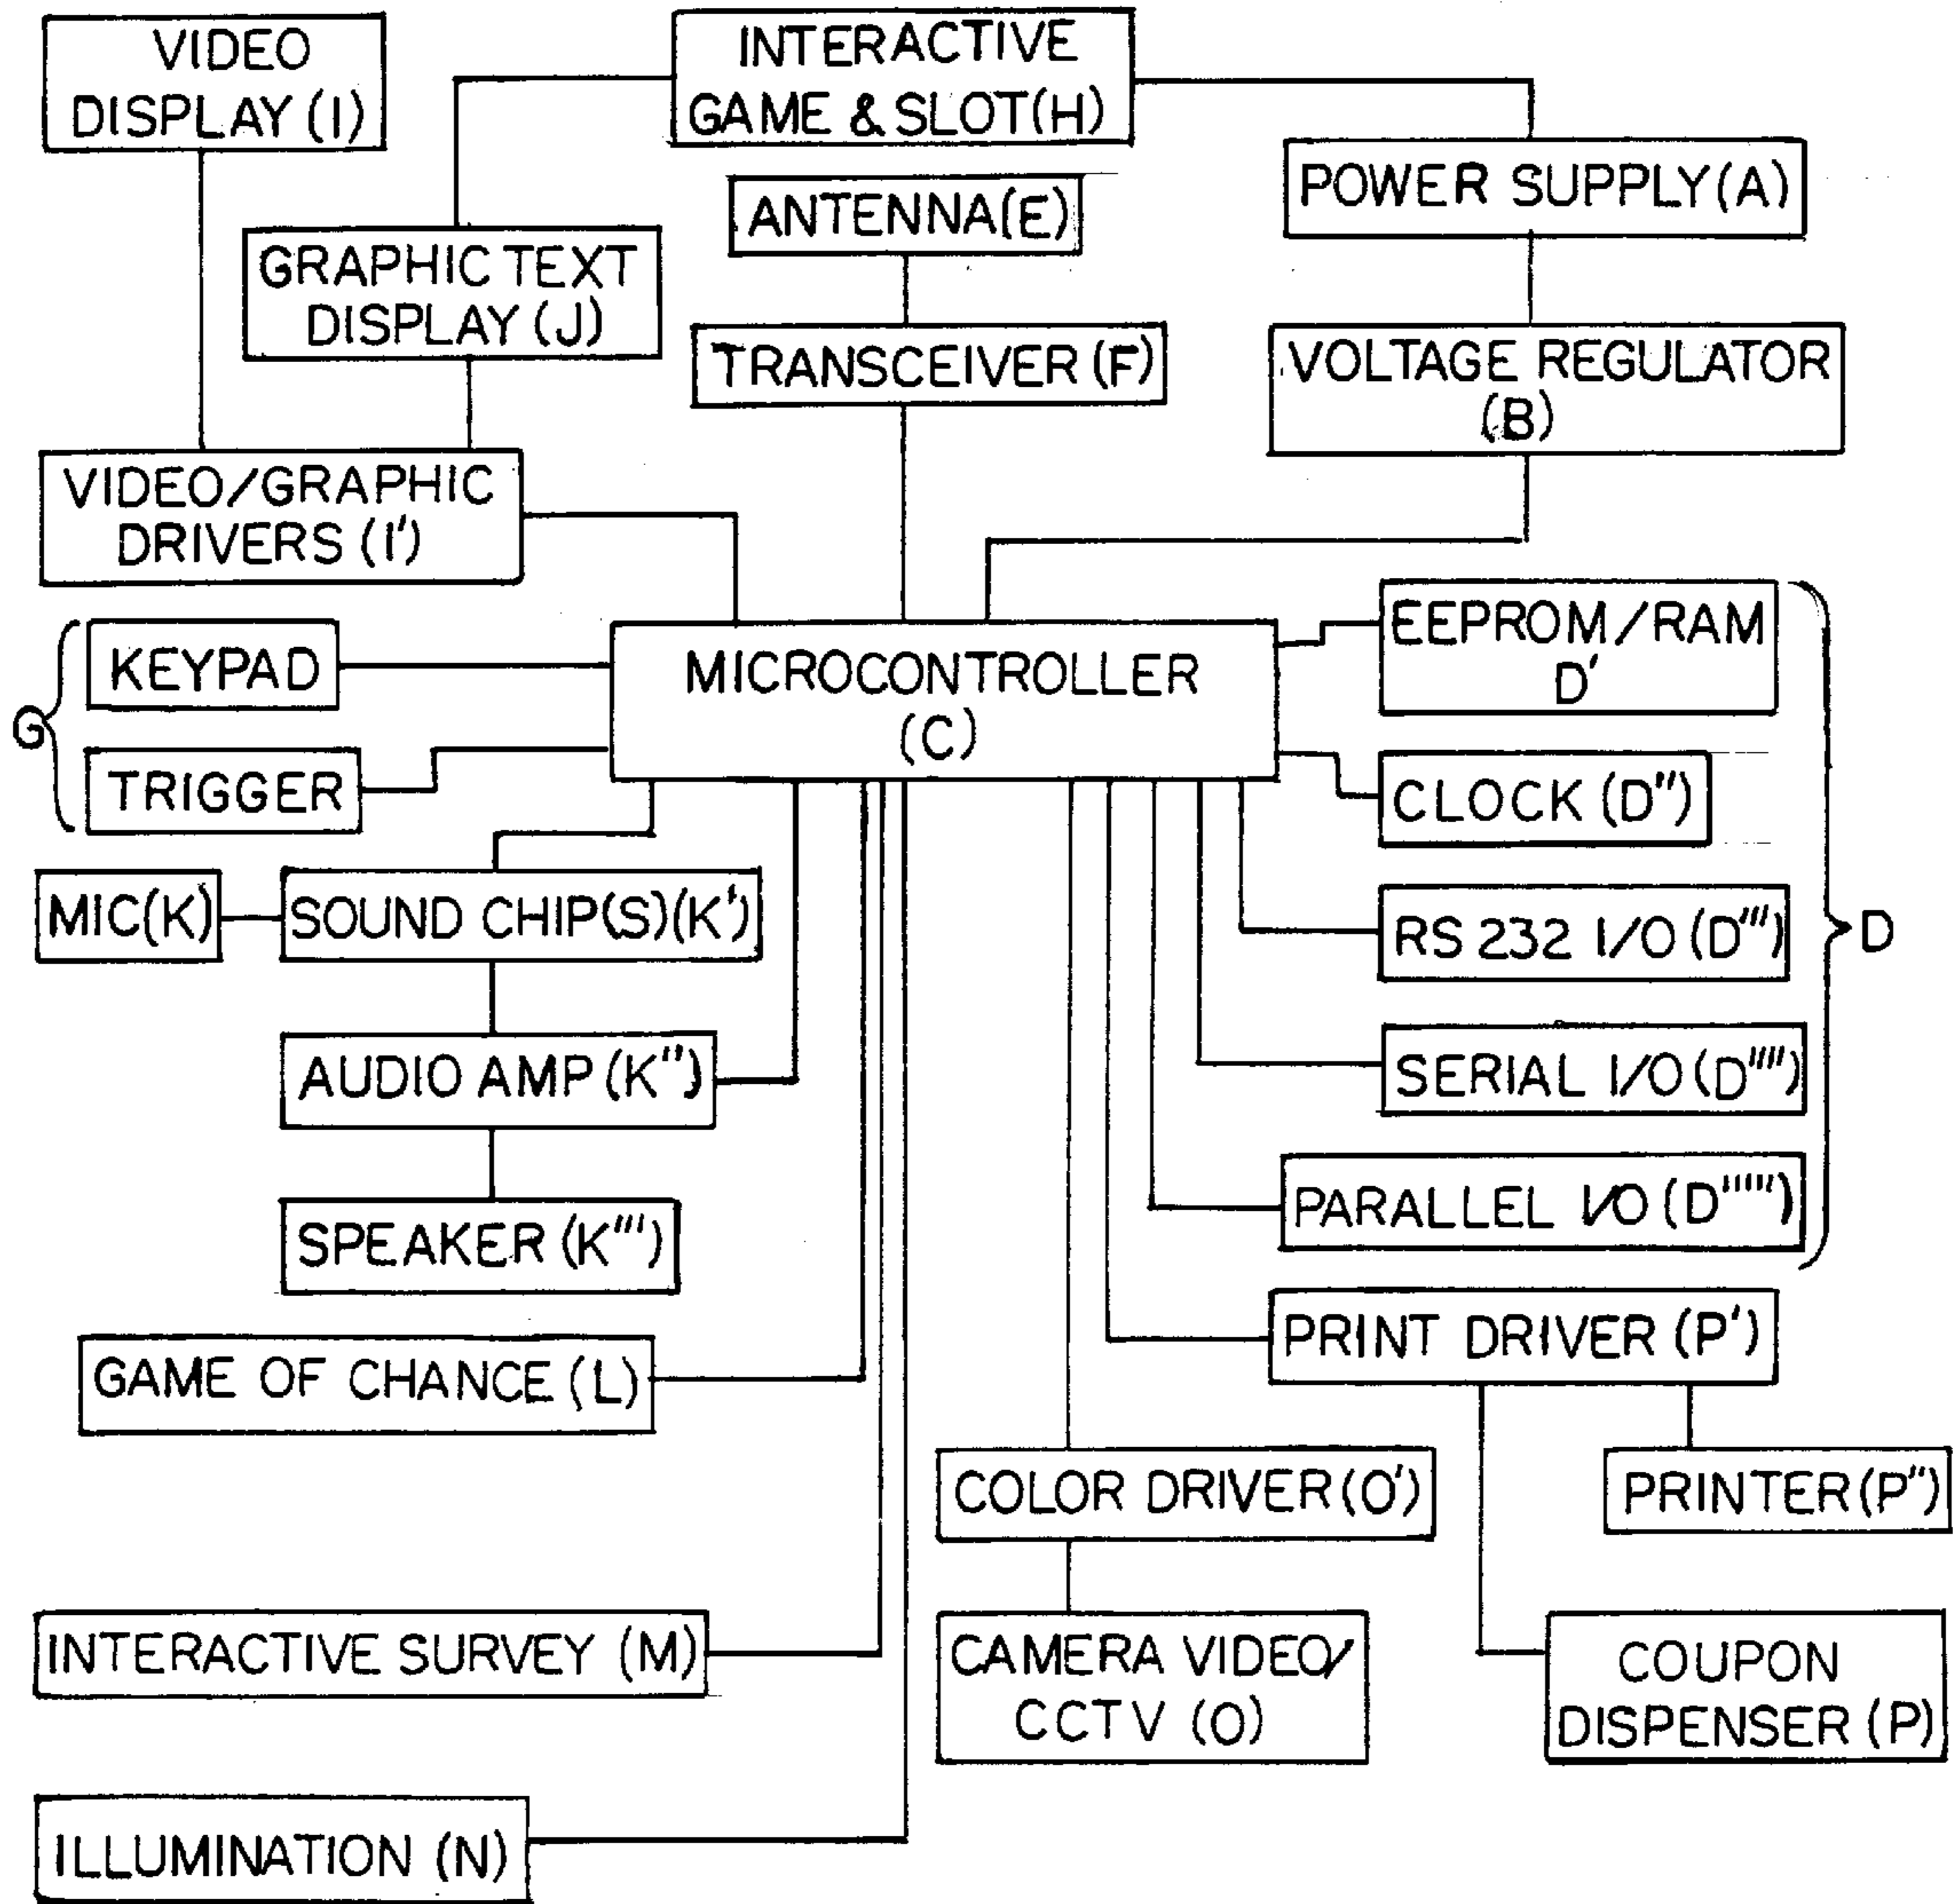 VIDEO
DISPLAY (I)
INTERACTIVE
GAME & SLOT(H)
POWER SUPPLY(A)
ANTENNA(E)
GRAPHIC TEXT
DISPLAY (J)
TRANSCEIVER (F)
VOLTAGE REGULATOR
(B)
VIDEO/GRAPHIC
DRIVERS (I')
EEPROM/RAM
D'
KEYPAD
MICROCONTROLLER
(C)
G
TRIGGER
CLOCK (D")
MIC(K)
SOUND CHIP(S)(K')
RS 232 I/O (D"')
D
AUDIO AMP (K")
SERIAL I/O (D"")
PARALLEL I/O (D""')
SPEAKER (K"')
PRINT DRIVER (P')
GAME OF CHANCE (L)
COLOR DRIVER (O')
PRINTER (P")
INTERACTIVE SURVEY (M)
CAMERA VIDEO/
CCTV (O)
COUPON
DISPENSER (P)
ILLUMINATION (N)